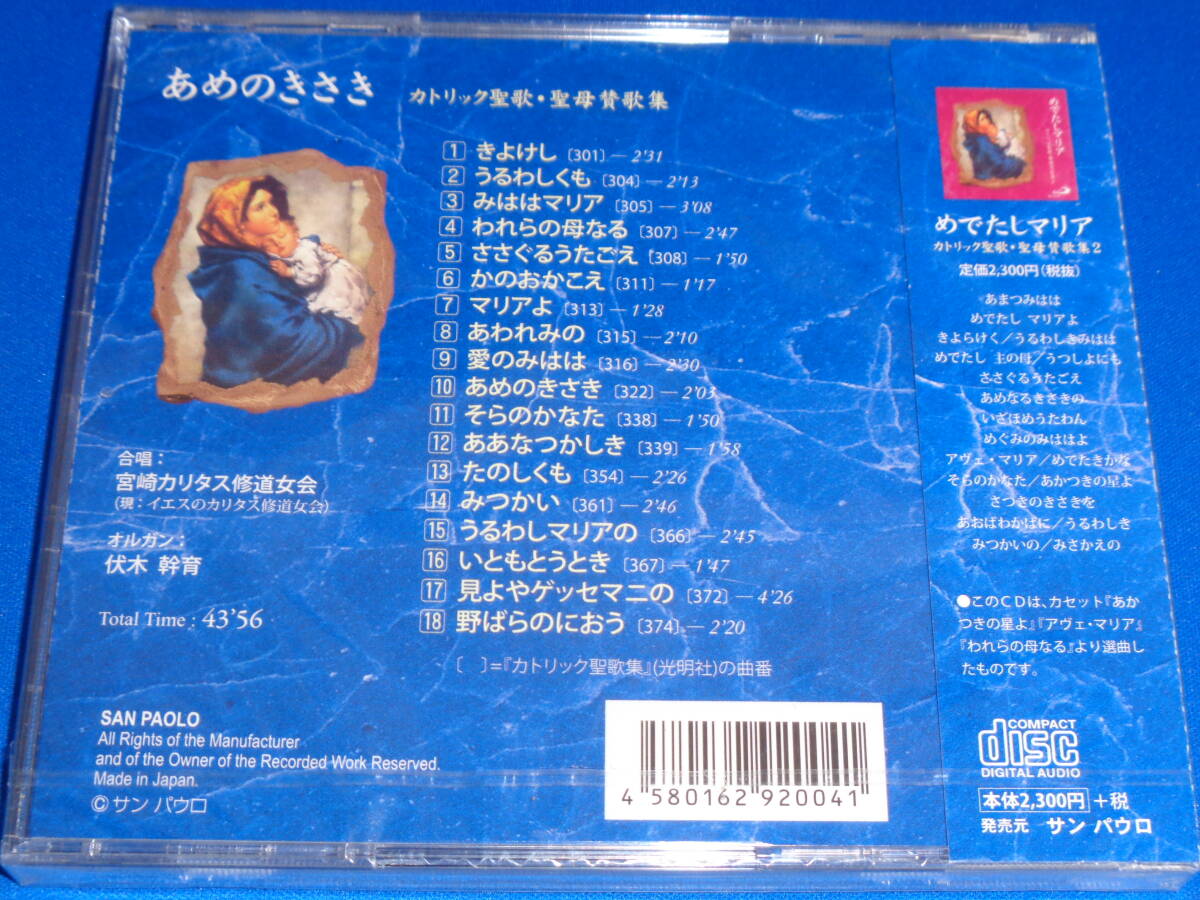 あめのきさき カトリック聖歌・聖母賛歌集
1 きよけし [301] — 2'31
2 うるわしくも [304] — 2'13
3 みははマリア [305] — 3'08
4 われらの母なる [307] — 2'47
5 ささぐるうたごえ [308] — 1'50
6 かのおかこえ [311] — 1'17
7 マリアよ [313] — 1'28
8 あわれみの [315] — 2'10
9 愛のみはは [316] — 2'30
10 あめのきさき [322] — 2'03
11 そらのかなた [338] — 1'50
12 ああなつかしき [339] — 1'58
13 たのしくも [354] — 2'26
14 みつかい [361] — 2'46
15 うるわしマリアの [366] — 2'45
16 いともとうとき [367] — 1'47
17 見よやゲッセマニの [372] — 4'26
18 野ばらのにおう [374] — 2'20
〔 〕=『カトリック聖歌集』(光明社)の曲番
合唱:
宮崎カリタス修道女会
(現:イエスのカリタス修道女会)
オルガン:
伏木 幹育
Total Time : 43'56
SAN PAOLO
All Rights of the Manufacturer
and of the Owner of the Recorded Work Reserved.
Made in Japan.
© サン パウロ
4 580162 920041
めでたしマリア
めでたしマリア
カトリック聖歌・聖母賛歌集2
定価2,300円(税抜)
あまつみはは
めでたし マリアよ
きよらけく/うるわしきみはは
めでたし 主の母/うつしよにも
ささぐるうたごえ
あめなるきさきの
いざほめうたわん
めぐみのみははよ
アヴェ・マリア/めでたきかな
そらのかなた/あかつきの星よ
さつきのきさきを
あおばわかばに/うるわしき
みつかいの/みさかえの
●このCDは、カセット『あか
つきの星よ』『アヴェ・マリア』
『われらの母なる』より選曲し
たものです。
COMPACT
disc
DIGITAL AUDIO
本体2,300円 +税
発売元 サン パウロ